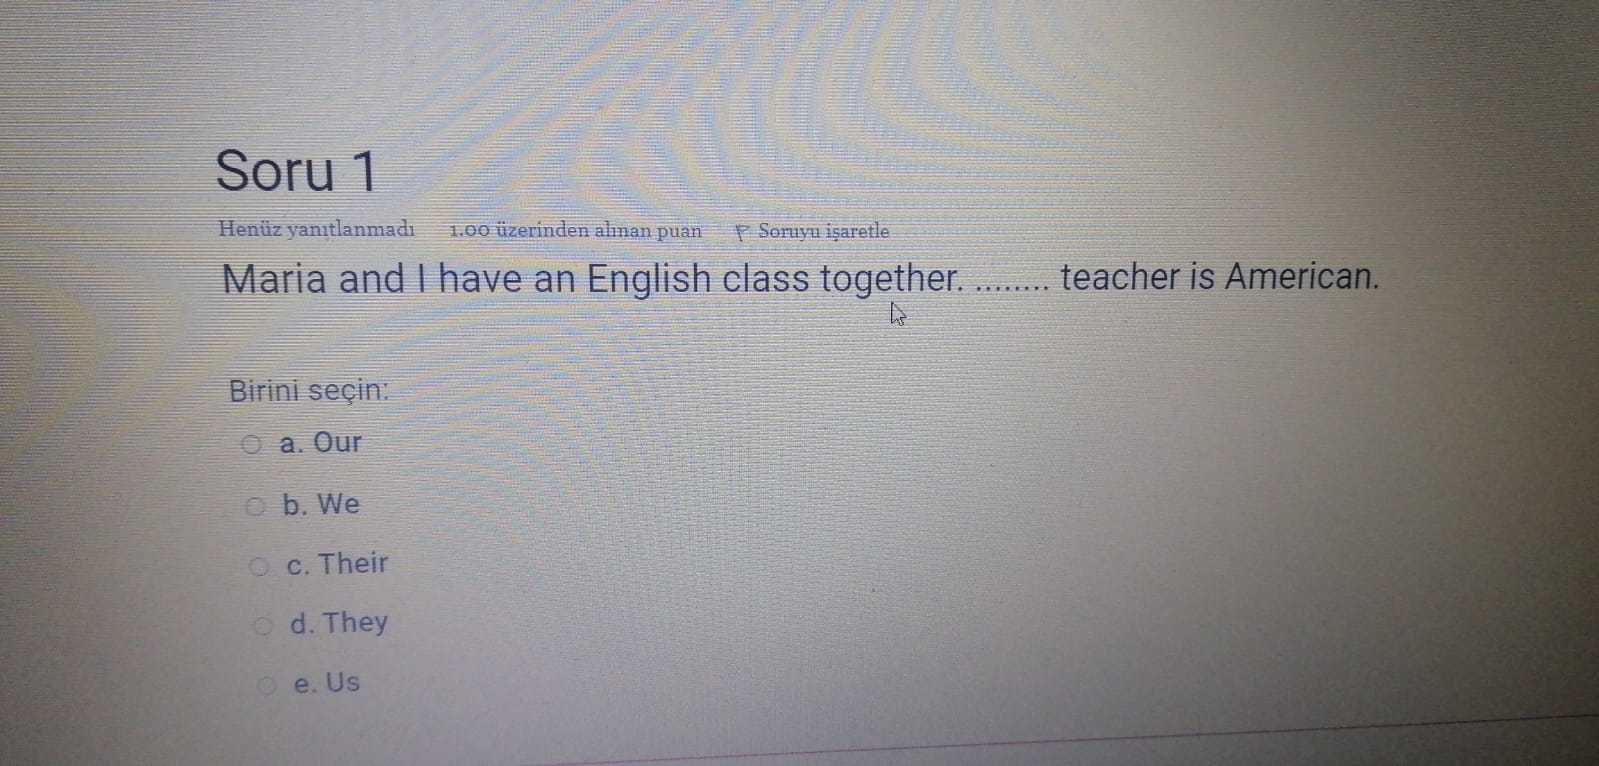 Soru 1
Henüz yanıtlanmadı 1.00 üzerinden alınan puan Soruyu işaretle
Maria and I have an English class together. ........ teacher is American.
Birini seçin:
a. Our
b. We
c. Their
d. They
e. Us